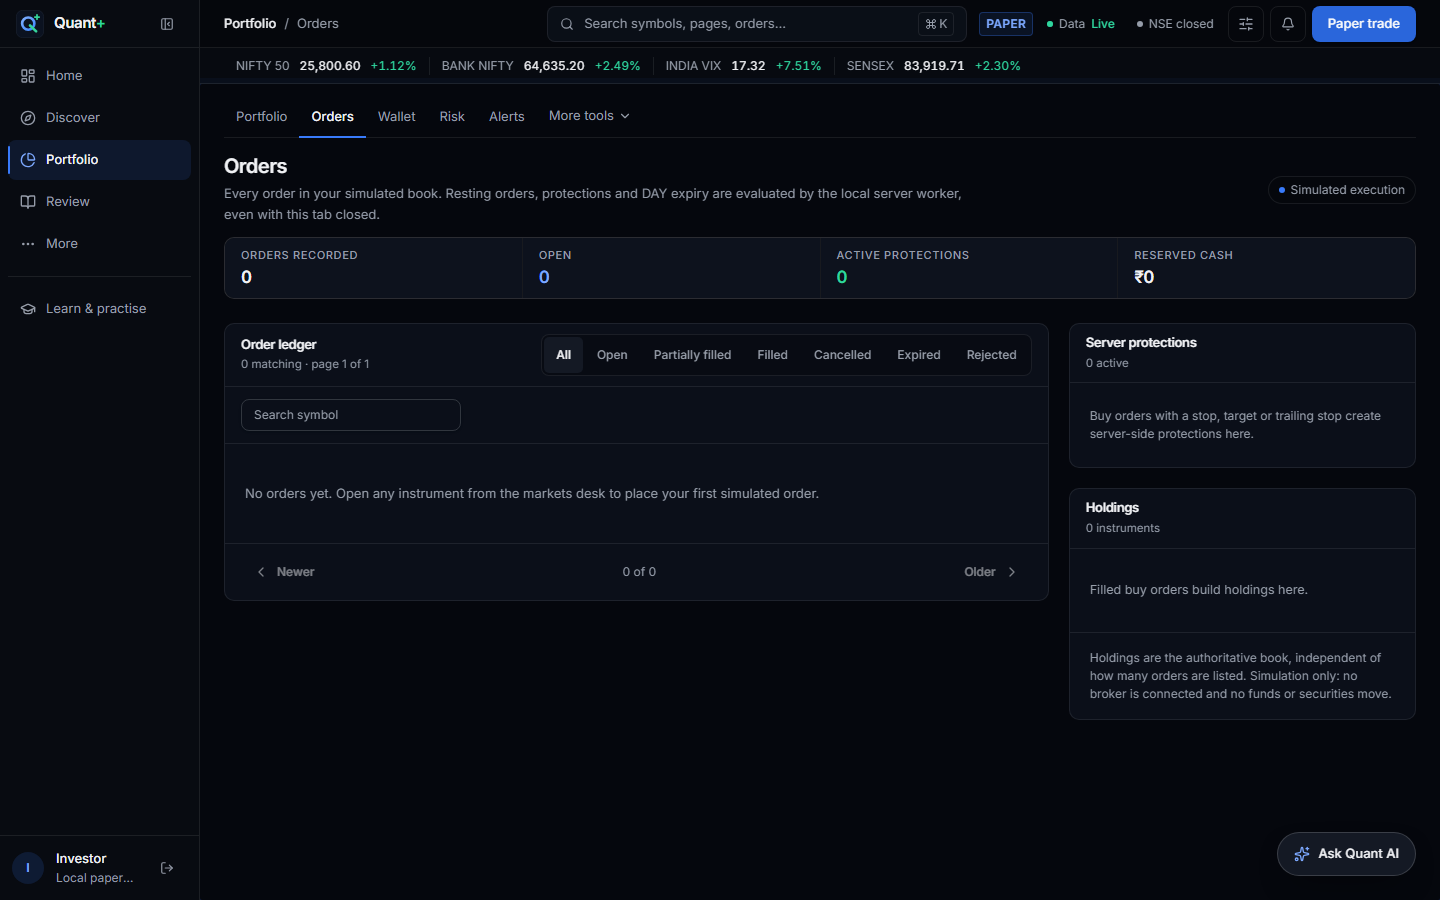 Quant+
Portfolio / Orders
Search symbols, pages, orders...
⌘ K
PAPER
Data Live
NSE closed
Paper trade
NIFTY 50 25,800.60 +1.12%
BANK NIFTY 64,635.20 +2.49%
INDIA VIX 17.32 +7.51%
SENSEX 83,919.71 +2.30%
Home
Discover
Portfolio
Review
More
Learn & practise
Portfolio
Orders
Wallet
Risk
Alerts
More tools
Orders
Every order in your simulated book. Resting orders, protections and DAY expiry are evaluated by the local server worker,
even with this tab closed.
Simulated execution
ORDERS RECORDED
0
OPEN
0
ACTIVE PROTECTIONS
0
RESERVED CASH
₹0
Order ledger
0 matching · page 1 of 1
All
Open
Partially filled
Filled
Cancelled
Expired
Rejected
Search symbol
No orders yet. Open any instrument from the markets desk to place your first simulated order.
Newer
0 of 0
Older
Server protections
0 active
Buy orders with a stop, target or trailing stop create
server-side protections here.
Holdings
0 instruments
Filled buy orders build holdings here.
Holdings are the authoritative book, independent of
how many orders are listed. Simulation only: no
broker is connected and no funds or securities move.
I
Investor
Local paper...
Ask Quant AI